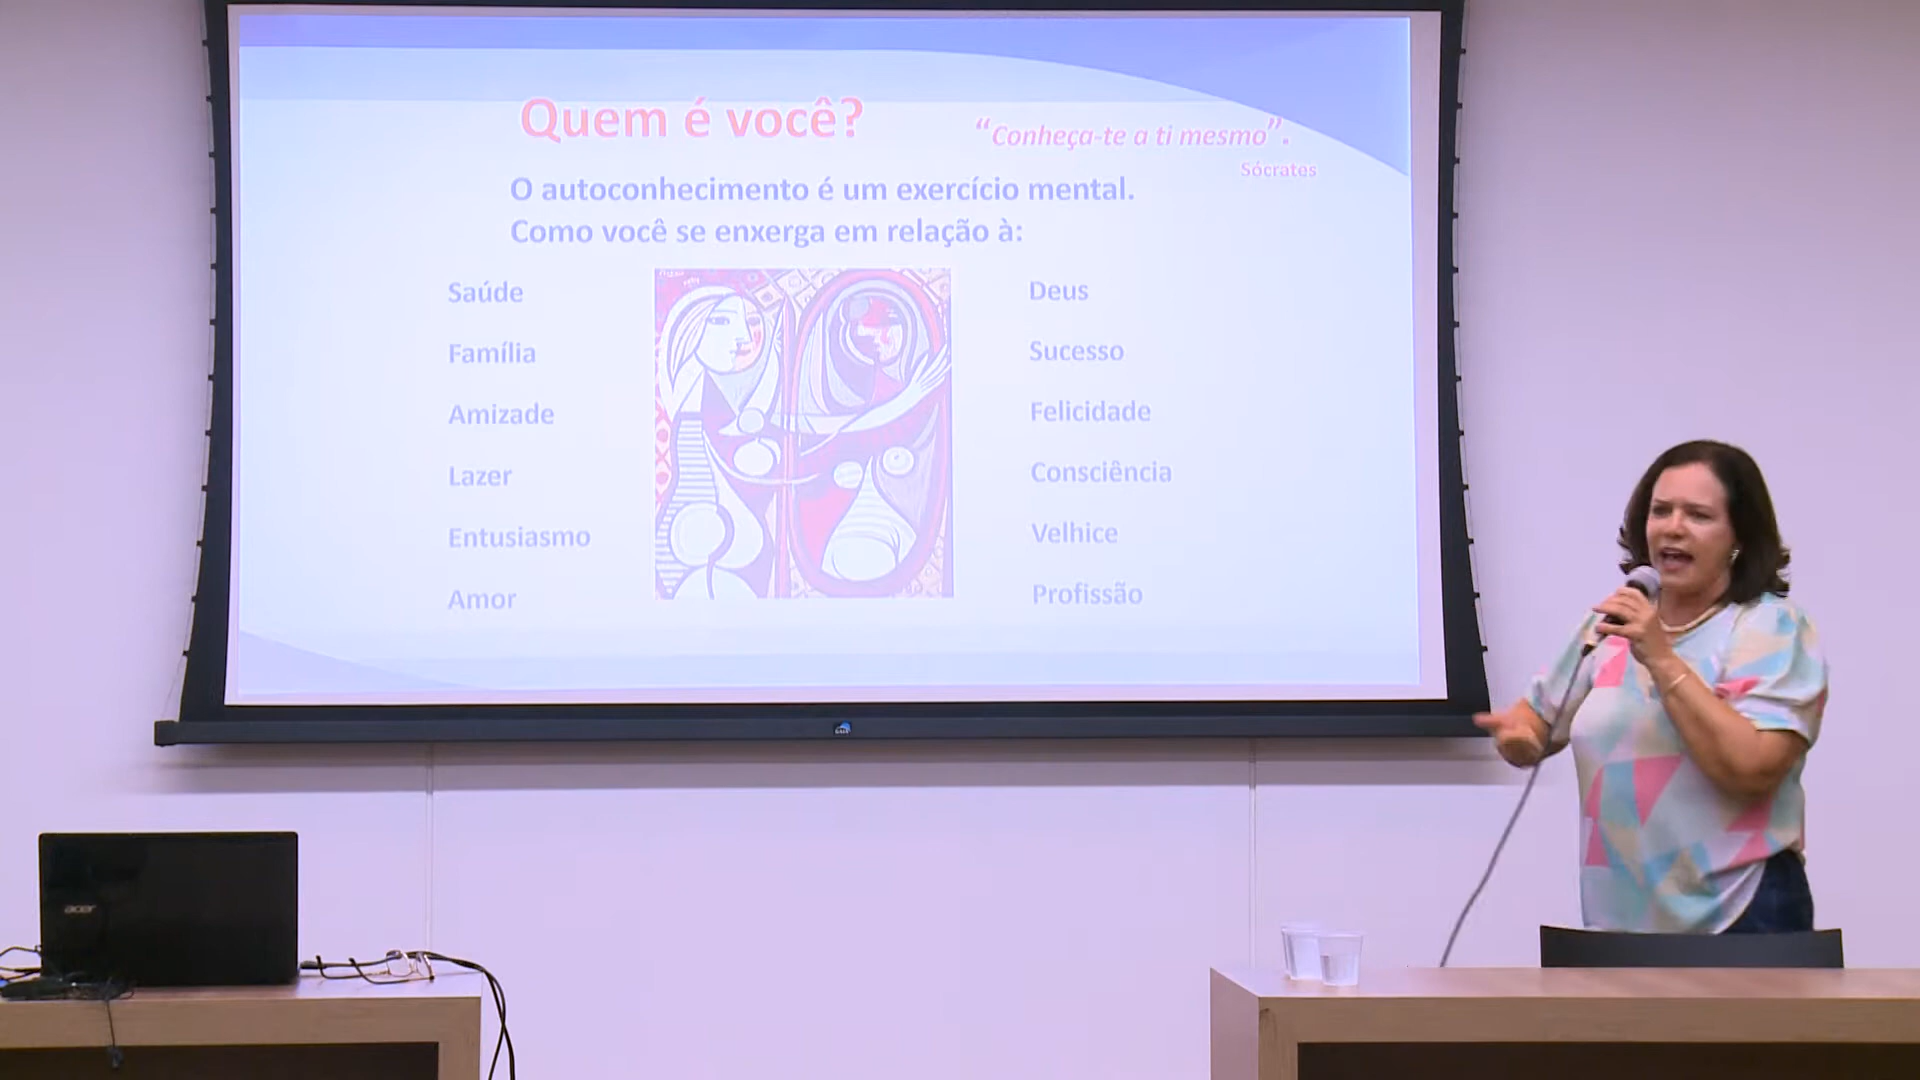 Quem é você?
“Conheça-te a ti mesmo”.
Sócrates
O autoconhecimento é um exercício mental.
Como você se enxerga em relação à:
Saúde
Família
Amizade
Lazer
Entusiasmo
Amor
Deus
Sucesso
Felicidade
Consciência
Velhice
Profissão
acer